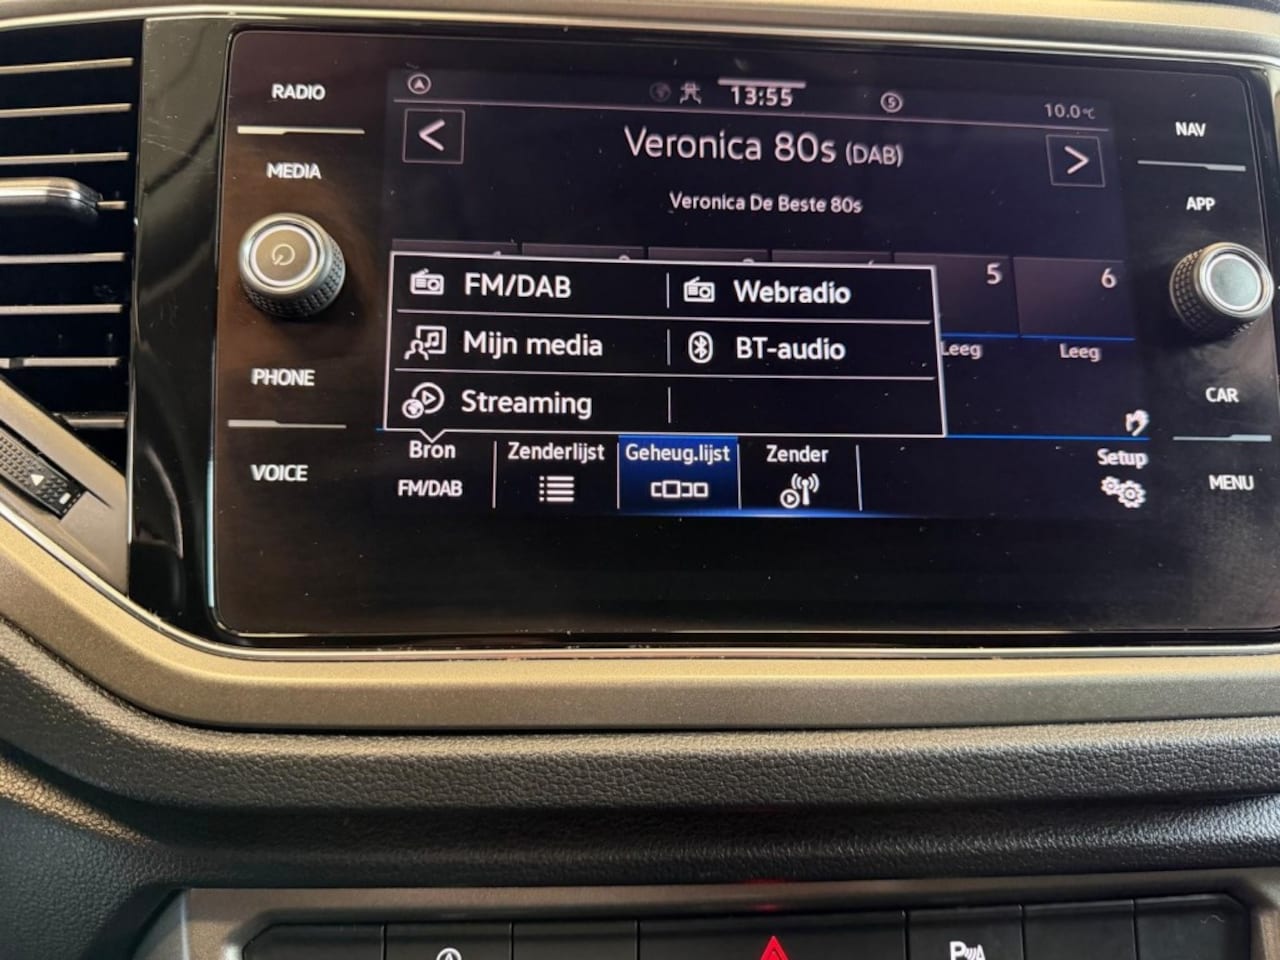 RADIO
MEDIA
PHONE
VOICE
13:55
S
10.0°C
Veronica 80s (DAB)
Veronica De Beste 80s
5
6
FM/DAB
Webradio
Mijn media
BT-audio
Streaming
Leeg
Leeg
Bron
FM/DAB
Zenderlijst
Geheug.lijst
Zender
Setup
NAV
APP
CAR
MENU
A
P